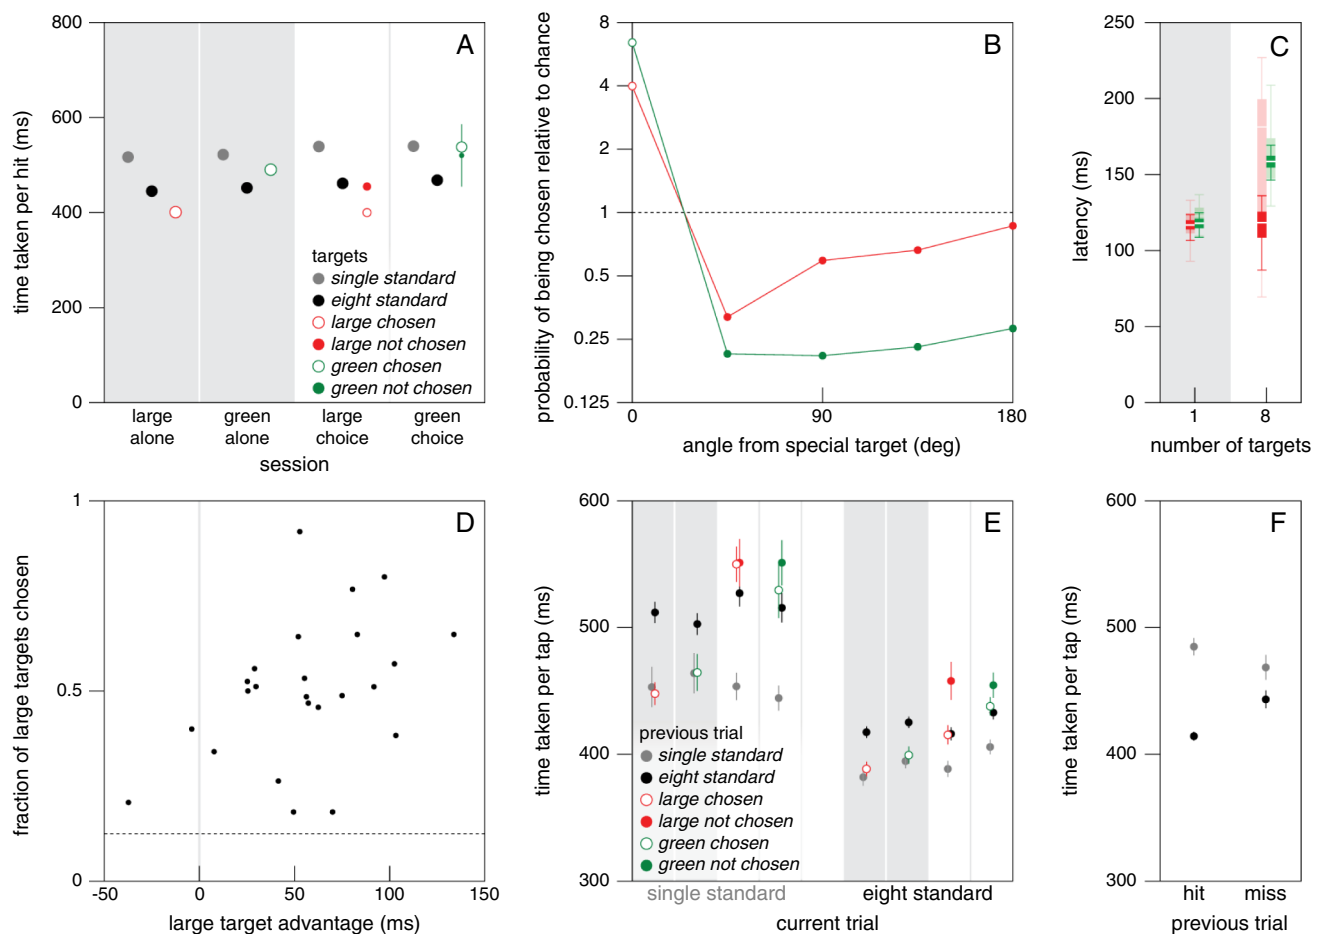 A
800
600
400
200
0
time taken per hit (ms)
targets
single standard
eight standard
large chosen
large not chosen
green chosen
green not chosen
large alone
green alone
large choice
green choice
session
B
8
4
2
1
0.5
0.25
0.125
probability of being chosen relative to chance
0
90
180
angle from special target (deg)
C
250
200
150
100
50
0
latency (ms)
1
8
number of targets
D
1
0.5
0
fraction of large targets chosen
-50
0
50
100
150
large target advantage (ms)
E
600
500
400
300
time taken per tap (ms)
previous trial
single standard
eight standard
large chosen
large not chosen
green chosen
green not chosen
single standard
eight standard
current trial
F
600
500
400
300
time taken per tap (ms)
hit
miss
previous trial